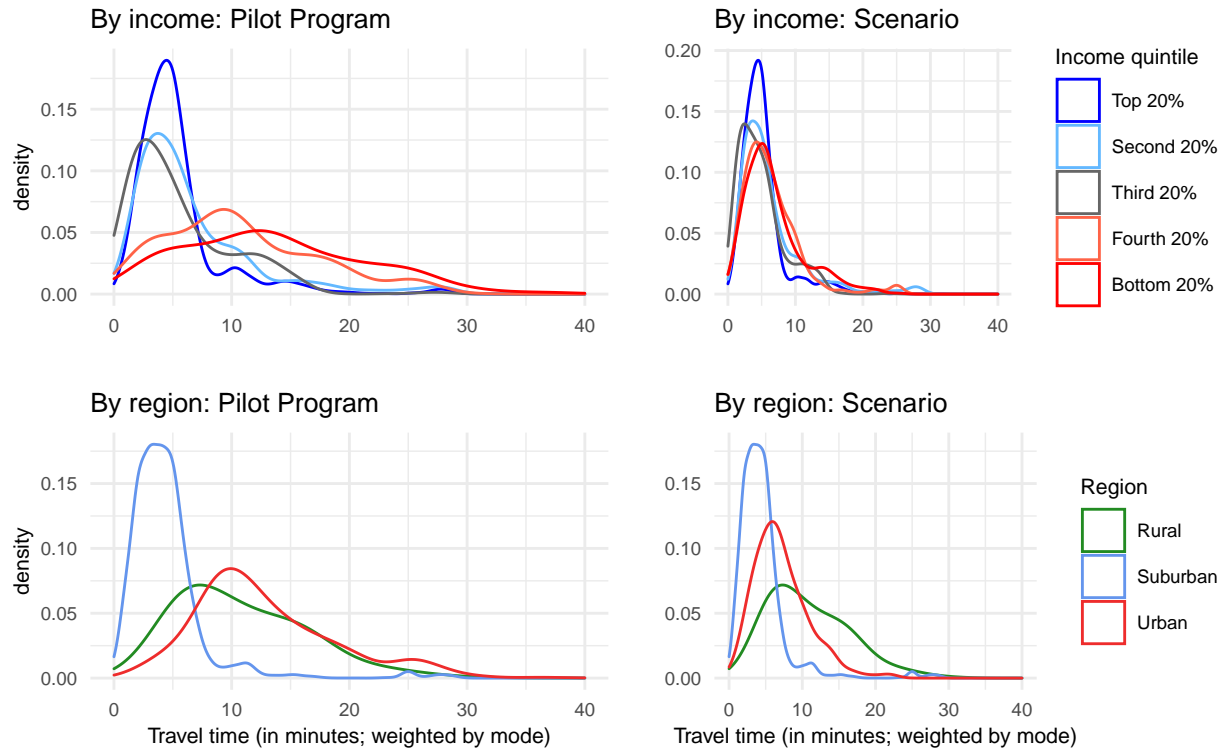 By income: Pilot Program
density
0.15
0.10
0.05
0.00
0
10
20
30
40
By income: Scenario
0.20
0.15
0.10
0.05
0.00
0
10
20
30
40
Income quintile
Top 20%
Second 20%
Third 20%
Fourth 20%
Bottom 20%
By region: Pilot Program
density
0.15
0.10
0.05
0.00
0
10
20
30
40
Travel time (in minutes; weighted by mode)
By region: Scenario
0.15
0.10
0.05
0.00
0
10
20
30
40
Travel time (in minutes; weighted by mode)
Region
Rural
Suburban
Urban